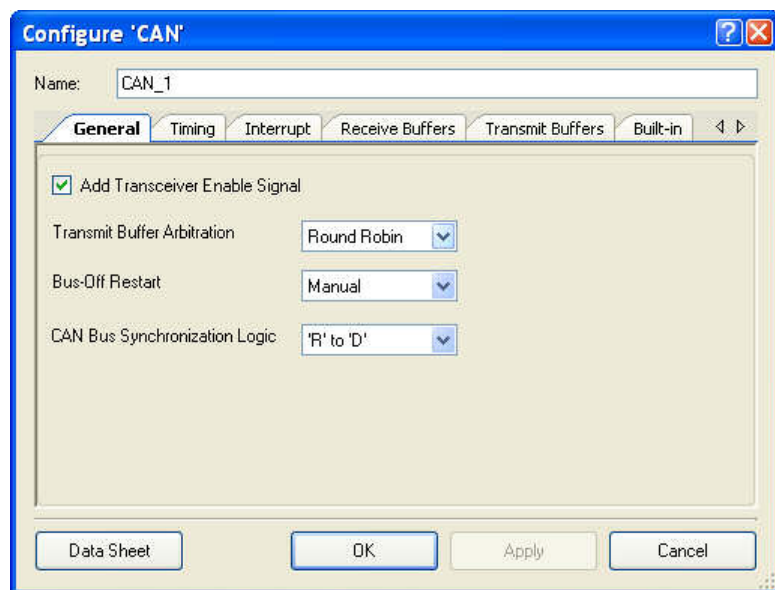 Configure 'CAN'
Name: CAN_1
General Timing Interrupt Receive Buffers Transmit Buffers Built-in
Add Transceiver Enable Signal
Transmit Buffer Arbitration Round Robin
Bus-Off Restart Manual
CAN Bus Synchronization Logic 'R' to 'D'
Data Sheet OK Apply Cancel